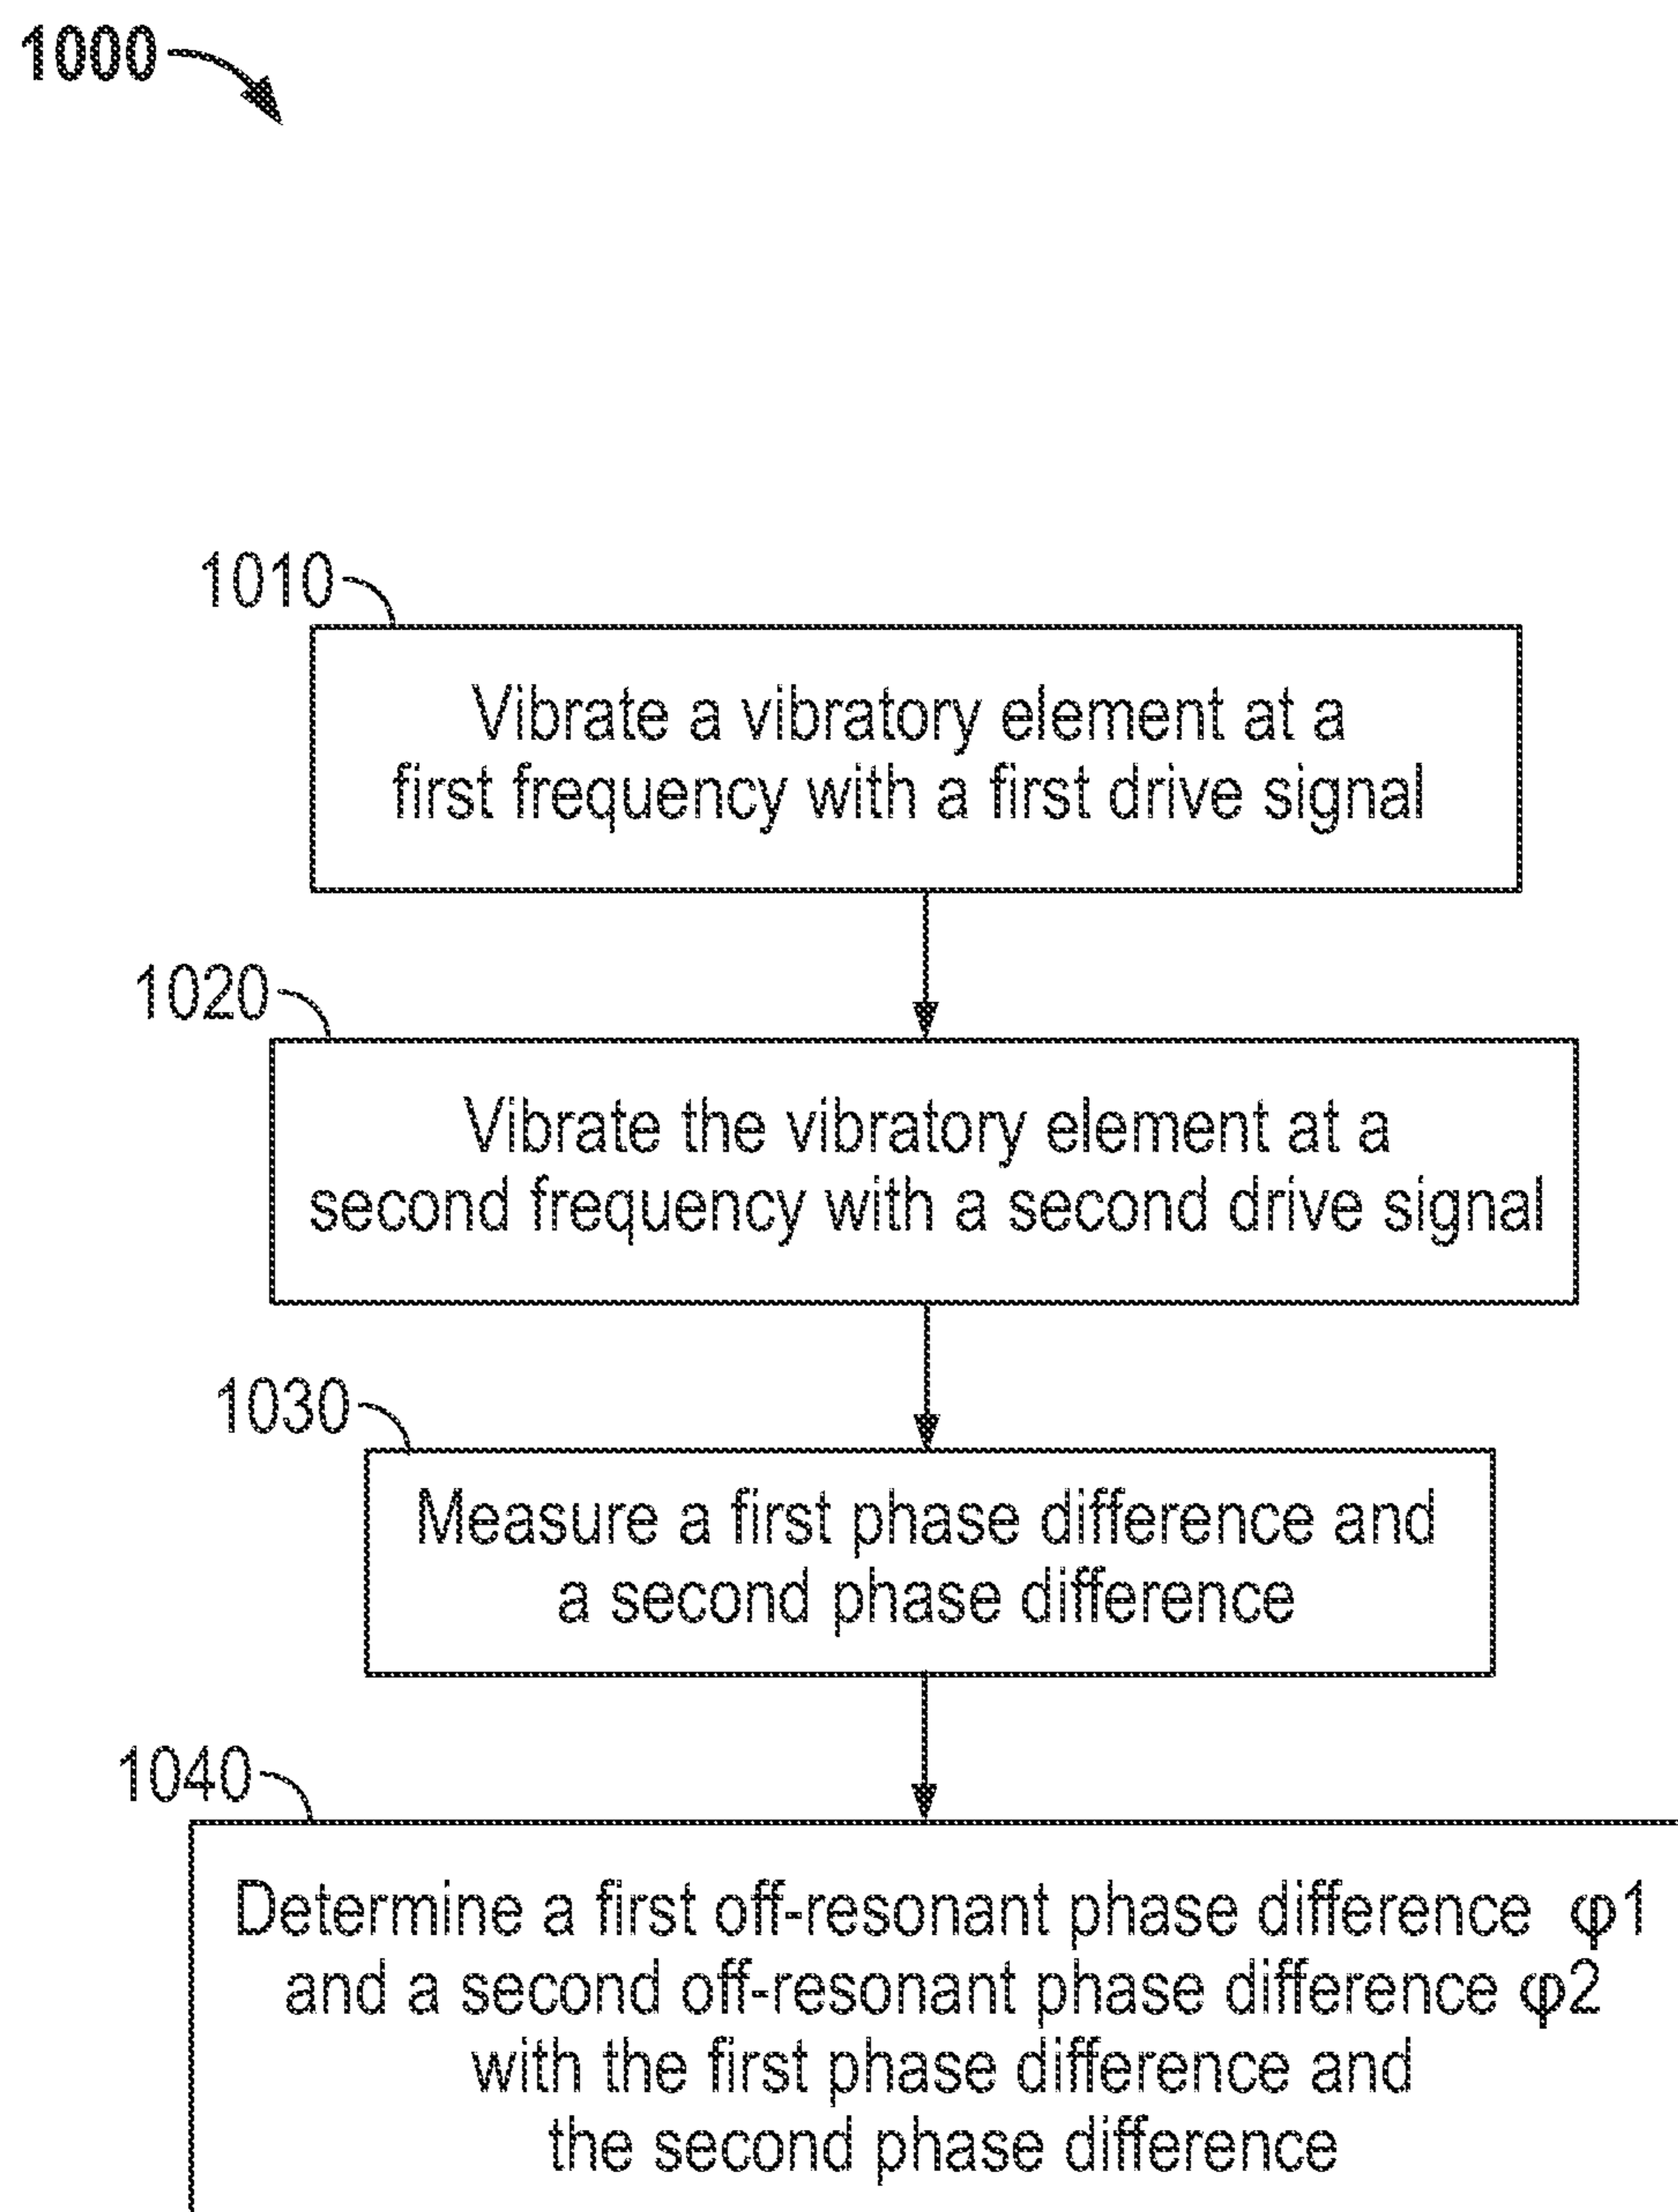 1000
1010
Vibrate a vibratory element at a
first frequency with a first drive signal
1020
Vibrate the vibratory element at a
second frequency with a second drive signal
1030
Measure a first phase difference and
a second phase difference
1040
Determine a first off-resonant phase difference φ1
and a second off-resonant phase difference φ2
with the first phase difference and
the second phase difference